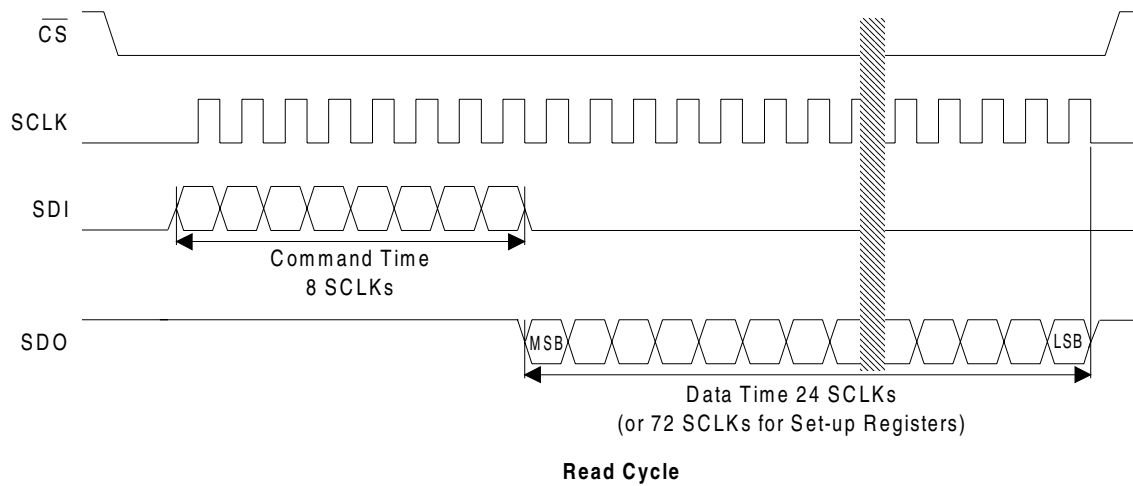 CS
SCLK
SDI
Command Time
8 SCLKs
SDO
MSB
LSB
Data Time 24 SCLKs
(or 72 SCLKs for Set-up Registers)
Read Cycle